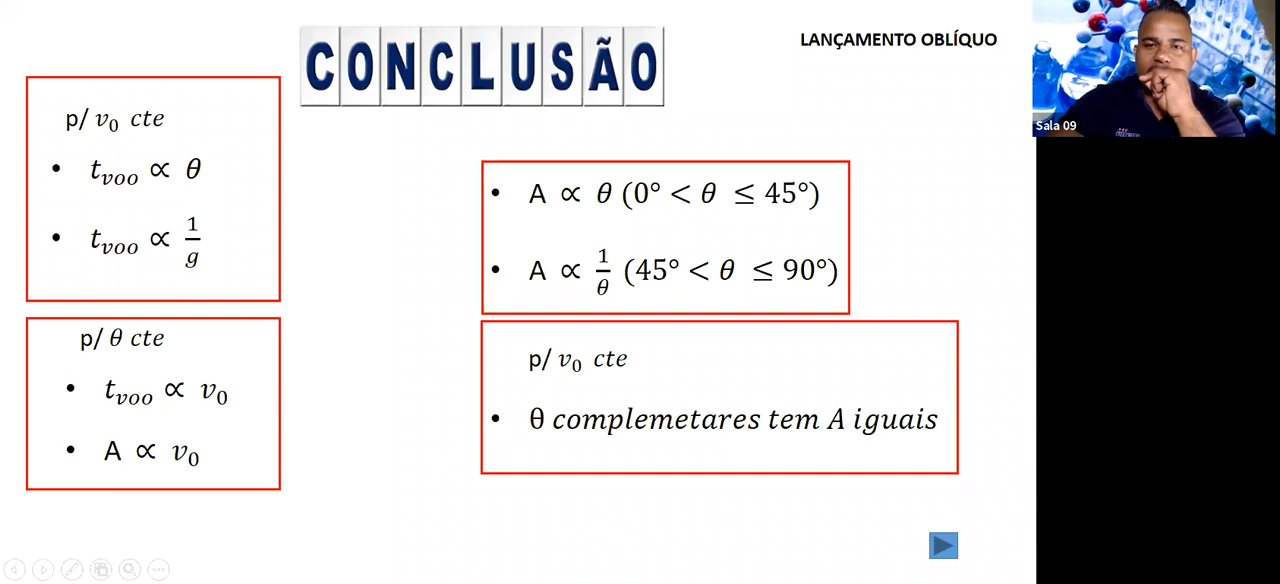 CONCLUSÃO
LANÇAMENTO OBLÍQUO
Sala 09
p/ v₀ cte
• tᵥₒₒ ∝ θ
• tᵥₒₒ ∝ 1/g
p/ θ cte
• tᵥₒₒ ∝ v₀
• A ∝ v₀
• A ∝ θ (0° < θ ≤ 45°)
• A ∝ 1/θ (45° < θ ≤ 90°)
p/ v₀ cte
• θ complemetares tem A iguais